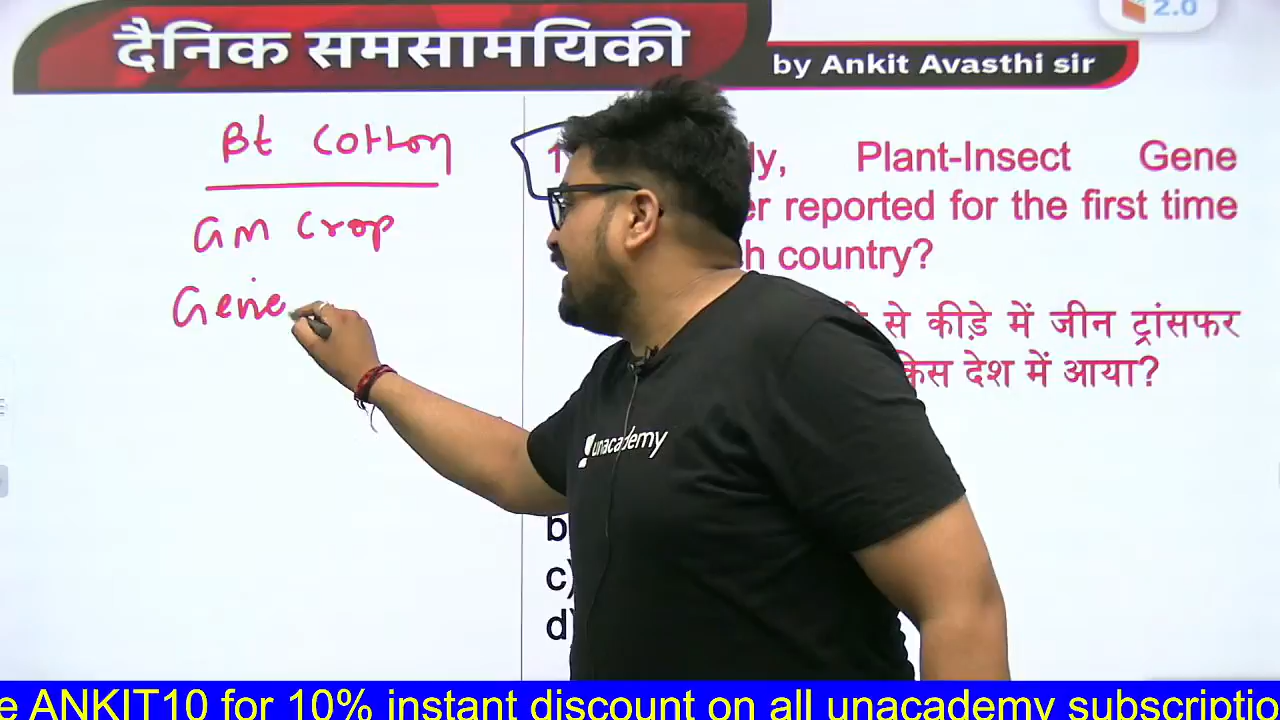 2.0
दैनिक समसामयिकी
by Ankit Avasthi sir
Bt Cotton
GM Crop
Gene
1
Plant-Insect Gene
reported for the first time
country?
से कीड़े में जीन ट्रांसफर
किस देश में आया?
unacademy
b
c)
d)
ANKIT10 for 10% instant discount on all unacademy